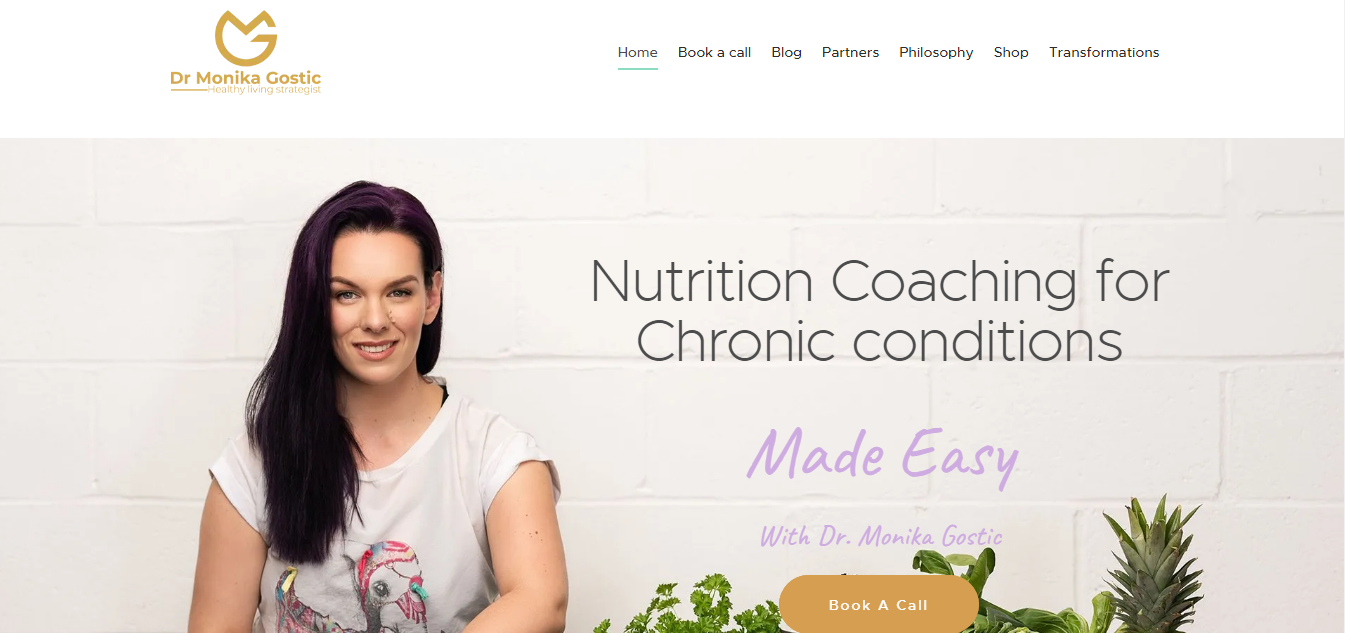 Dr Monika Gostic
Healthy living strategist
Home Book a call Blog Partners Philosophy Shop Transformations
Nutrition Coaching for
Chronic conditions
Made Easy
With Dr. Monika Gostic
Book A Call